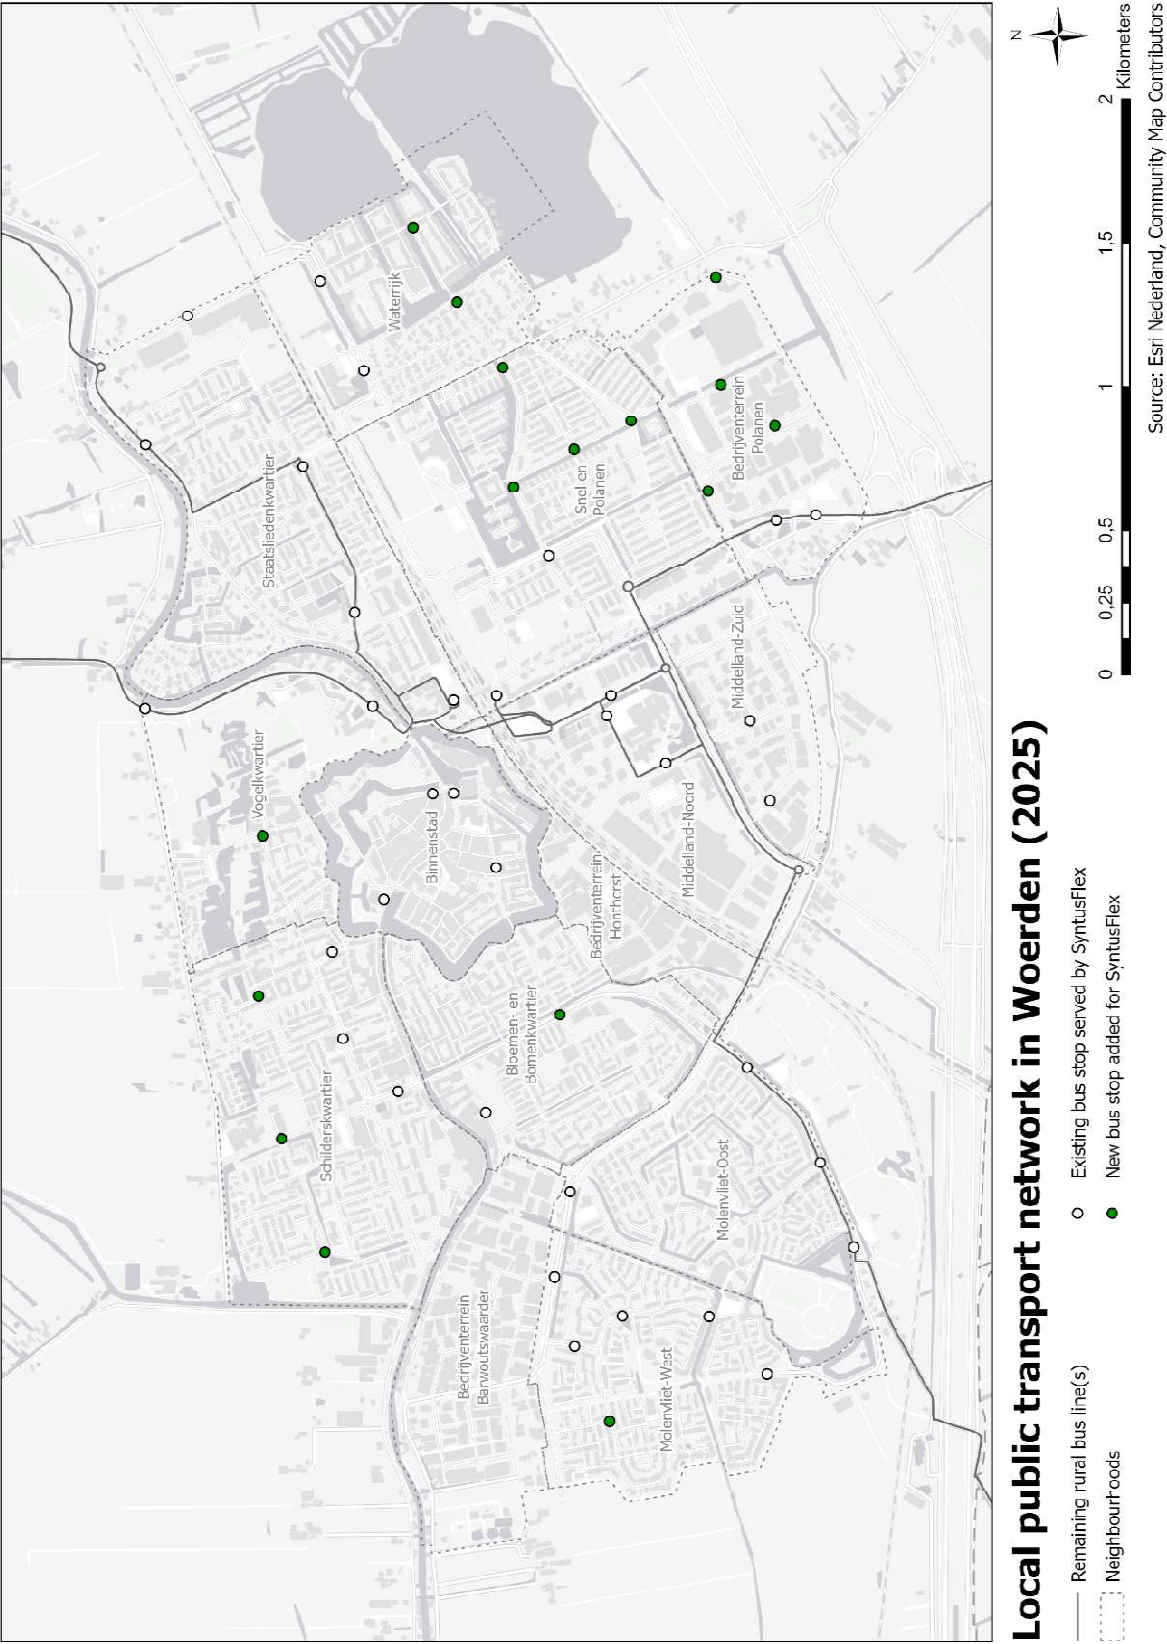 Schilderskwartier
Vogelkwartier
Staatsliedenkwartier
Waterrijk
Binnenstad
Bedrijventerrein
Barwoutswaarder
Bloemen- en
Bomenkwartier
Snel en
Polanen
Bedrijventerrein
Honthorst
Molenvliet-West
Molenvliet-Oost
Middelland-Noord
Middelland-Zuid
Bedrijventerrein
Polanen
Local public transport network in Woerden (2025)
Remaining rural bus line(s)
Neighbourhoods
Existing bus stop served by SyntusFlex
New bus stop added for SyntusFlex
N
0 0,25 0,5 1 1,5 2
Kilometers
Source: Esri Nederland, Community Map Contributors